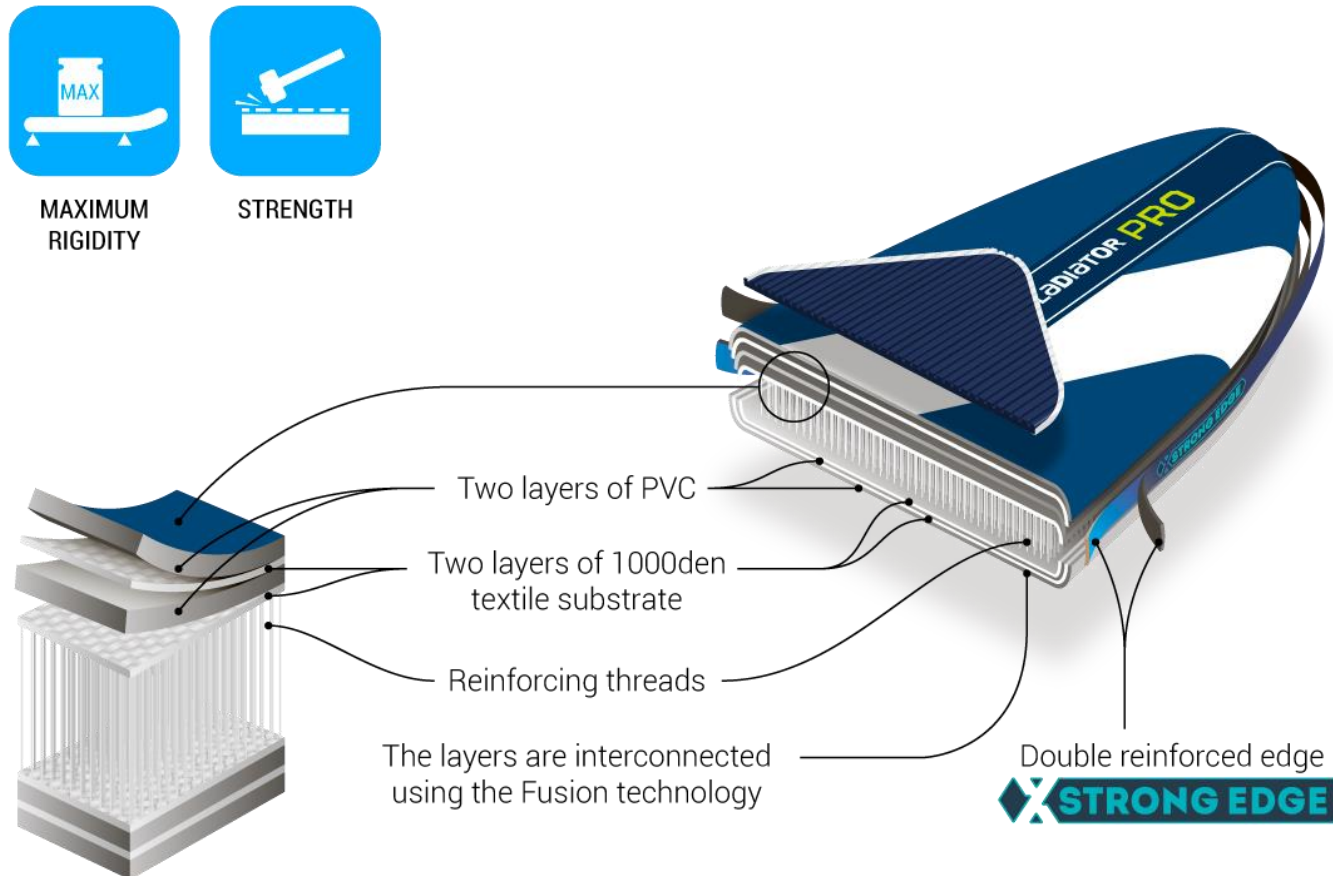 MAX
MAXIMUM
RIGIDITY
STRENGTH
LADIATOR PRO
STRONG EDGE
Two layers of PVC
Two layers of 1000den
textile substrate
Reinforcing threads
The layers are interconnected
using the Fusion technology
Double reinforced edge
X STRONG EDGE